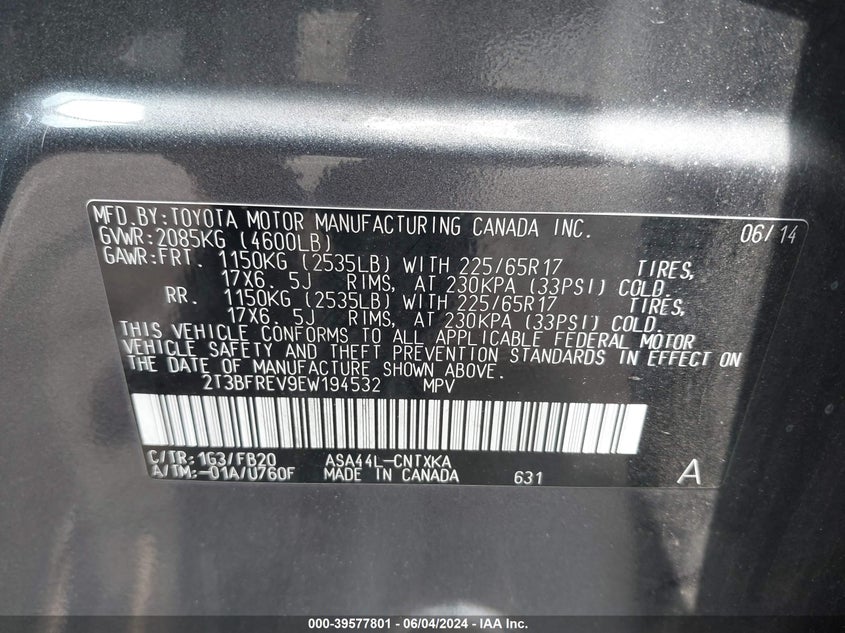 MFD.BY:TOYOTA MOTOR MANUFACTURING CANADA INC. 06/14
GVWR:2085KG (4600LB)
GAWR:FRT. 1150KG (2535LB) WITH 225/65R17 TIRES,
17X6. 5J RIMS, AT 230KPA (33PSI) COLD.
RR. 1150KG (2535LB) WITH 225/65R17 TIRES,
17X6. 5J RIMS, AT 230KPA (33PSI) COLD.
THIS VEHICLE CONFORMS TO ALL APPLICABLE FEDERAL MOTOR
VEHICLE SAFETY AND THEFT PREVENTION STANDARDS IN EFFECT ON
THE DATE OF MANUFACTURE SHOWN ABOVE.
2T3BFREV9EW194532 MPV
C/TR:1G3/FB20 ASA44L-CNTXKA
A/TM:-01A/U760F MADE IN CANADA 631 A
000-39577801 - 06/04/2024 - IAA Inc.